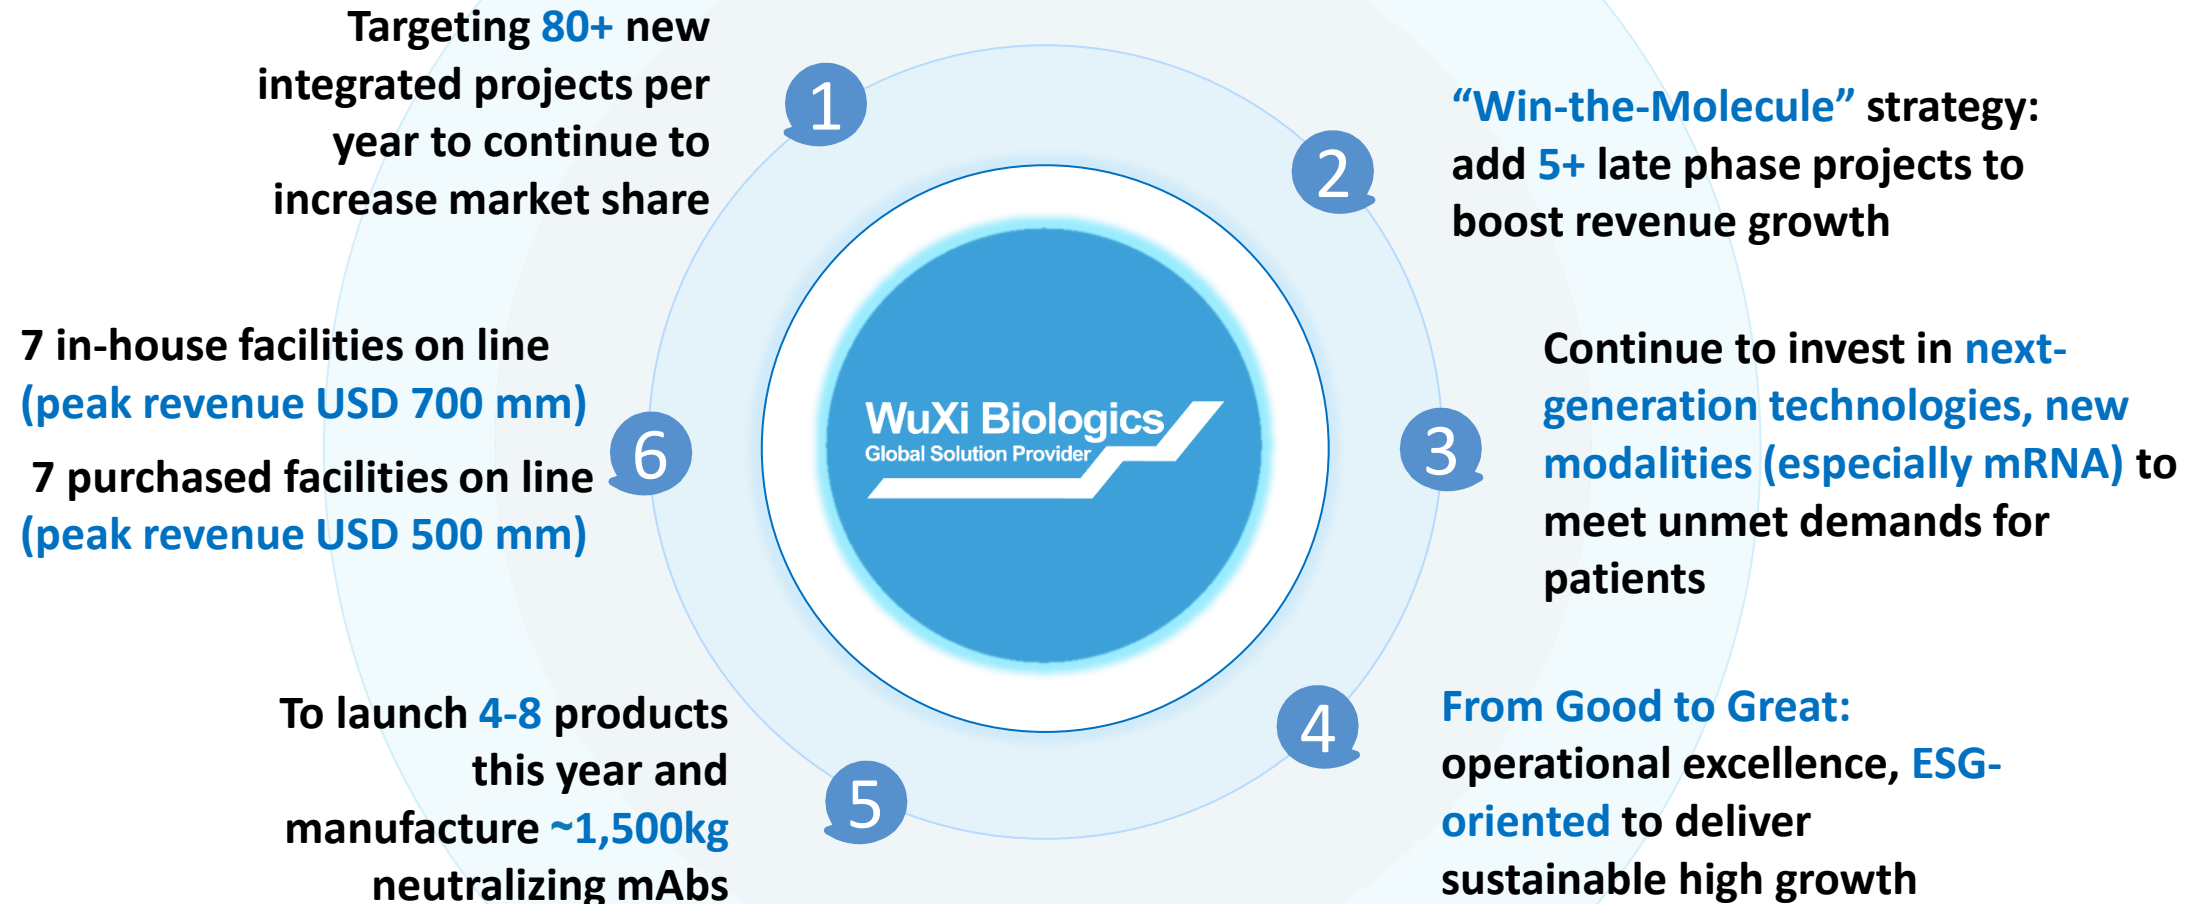 Targeting 80+ new
integrated projects per
year to continue to
increase market share
1
2
“Win-the-Molecule” strategy:
add 5+ late phase projects to
boost revenue growth
3
Continue to invest in next-
generation technologies, new
modalities (especially mRNA) to
meet unmet demands for
patients
4
From Good to Great:
operational excellence, ESG-
oriented to deliver
sustainable high growth
5
To launch 4-8 products
this year and
manufacture ~1,500kg
neutralizing mAbs
6
7 in-house facilities on line
(peak revenue USD 700 mm)
7 purchased facilities on line
(peak revenue USD 500 mm)
WuXi Biologics
Global Solution Provider